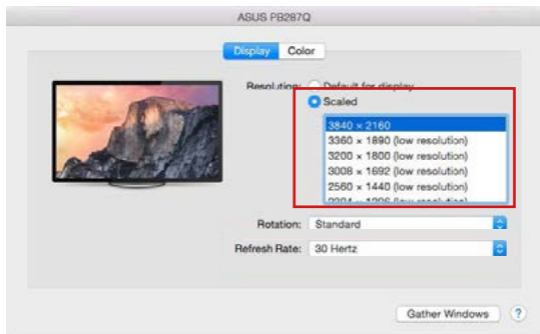 ASUS PB287Q
Display Color
Resolution: Default for display
Scaled
3840 × 2160
3360 × 1890 (low resolution)
3200 × 1800 (low resolution)
3008 × 1692 (low resolution)
2560 × 1440 (low resolution)
Rotation: Standard
Refresh Rate: 30 Hertz
Gather Windows ?